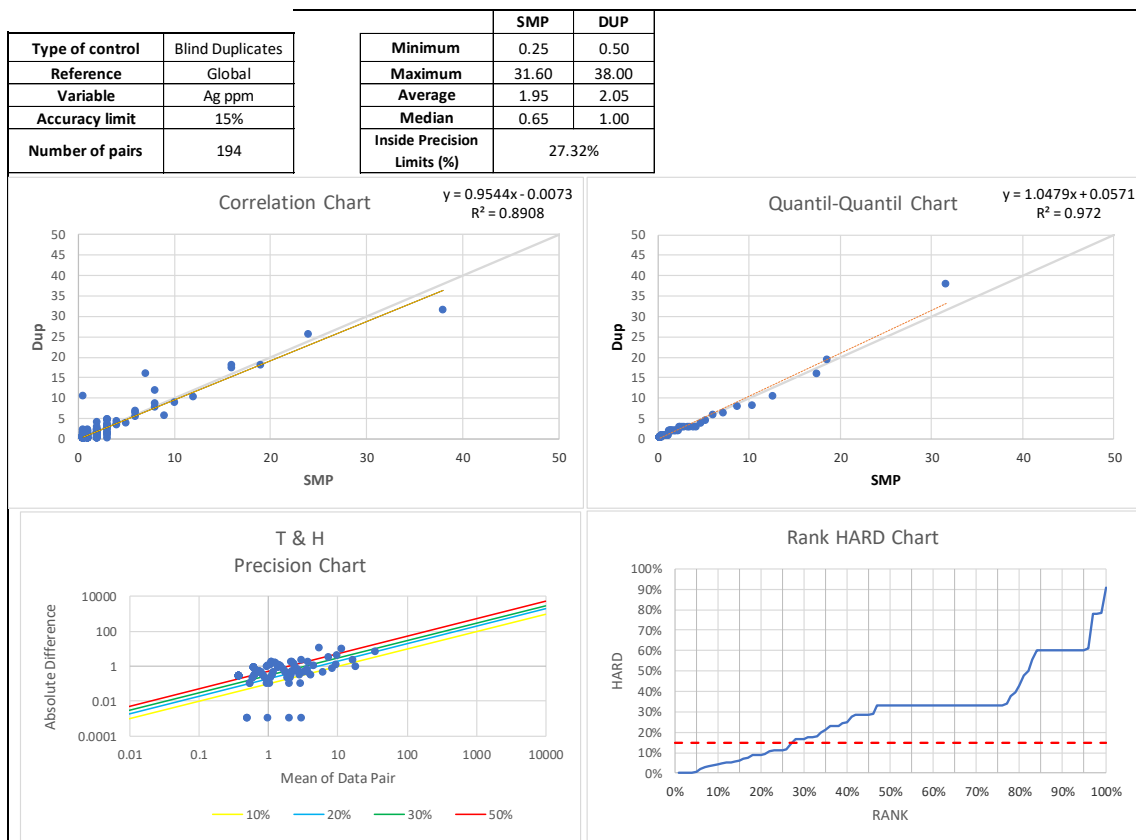 SMP DUP
Type of control Blind Duplicates Minimum 0.25 0.50
Reference Global Maximum 31.60 38.00
Variable Ag ppm Average 1.95 2.05
Accuracy limit 15% Median 0.65 1.00
Number of pairs 194 Inside Precision Limits (%) 27.32%
Correlation Chart
y = 0.9544x - 0.0073
R² = 0.8908
50
45
40
35
30
25
20
15
10
5
0
Dup
0 10 20 30 40 50
SMP
Quantil-Quantil Chart
y = 1.0479x + 0.0571
R² = 0.972
50
45
40
35
30
25
20
15
10
5
0
Dup
0 10 20 30 40 50
SMP
T & H
Precision Chart
Absolute Difference
10000
100
1
0.01
0.0001
0.01 0.1 1 10 100 1000 10000
Mean of Data Pair
10% 20% 30% 50%
Rank HARD Chart
HARD
100%
90%
80%
70%
60%
50%
40%
30%
20%
10%
0%
0% 10% 20% 30% 40% 50% 60% 70% 80% 90% 100%
RANK